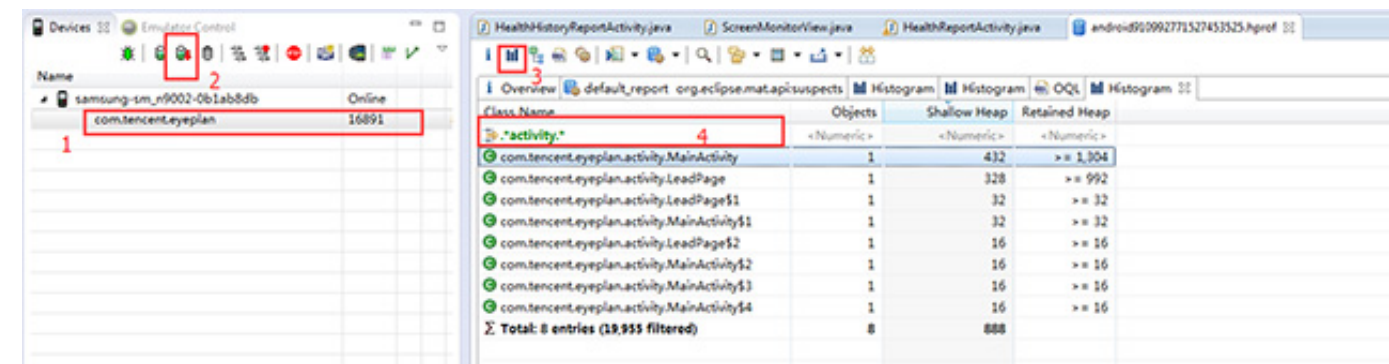 Devices
Emulator Control
2
Name
samsung-sm_n9002-0b1ab8db Online
com.tencent.eyeplan 16891
1
HealthHistoryReportActivity.java ScreenMonitorView.java HealthReportActivity.java android910992771527453525.hprof
3
i Overview default_report org.eclipse.mat.api:suspects Histogram Histogram OQL Histogram
Class Name Objects Shallow Heap Retained Heap
.*activity.* 4 <Numeric> <Numeric> <Numeric>
com.tencent.eyeplan.activity.MainActivity 1 432 >= 1,304
com.tencent.eyeplan.activity.LeadPage 1 328 >= 992
com.tencent.eyeplan.activity.LeadPage$1 1 32 >= 32
com.tencent.eyeplan.activity.MainActivity$1 1 32 >= 32
com.tencent.eyeplan.activity.LeadPage$2 1 16 >= 16
com.tencent.eyeplan.activity.MainActivity$2 1 16 >= 16
com.tencent.eyeplan.activity.MainActivity$3 1 16 >= 16
com.tencent.eyeplan.activity.MainActivity$4 1 16 >= 16
Σ Total: 8 entries (19,955 filtered) 8 888